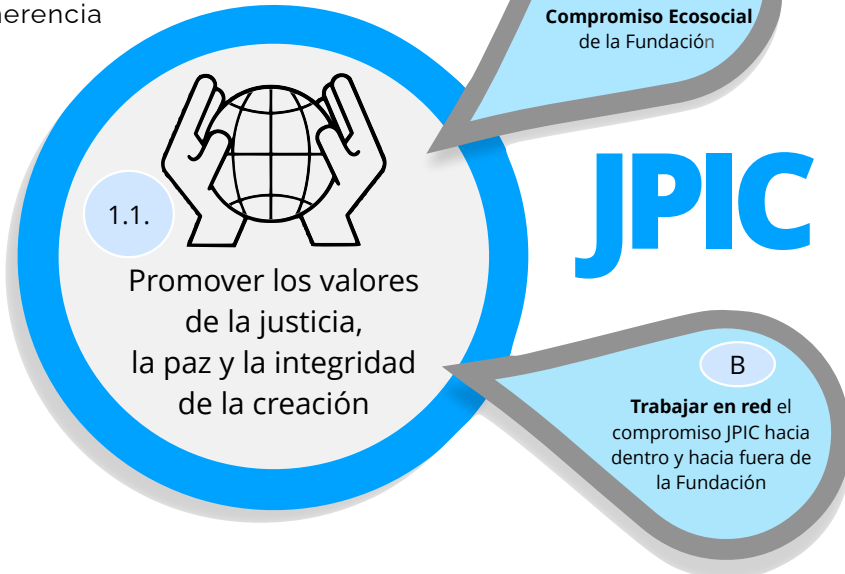 Compromiso Ecosocial
de la Fundación
1.1.
Promover los valores
de la justicia,
la paz y la integridad
de la creación
JPIC
B
Trabajar en red el
compromiso JPIC hacia
dentro y hacia fuera de
la Fundación